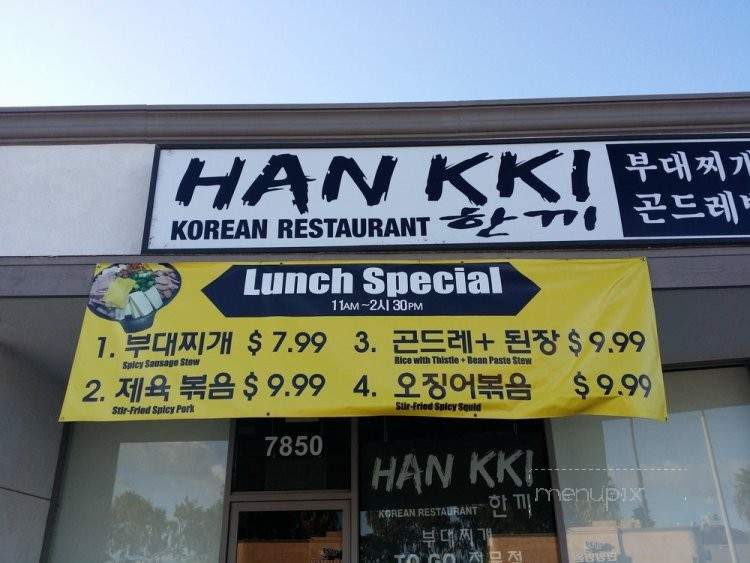 HAN KKI
KOREAN RESTAURANT 한끼
부대찌개
곤드레
Lunch Special
11AM ~ 2시 30PM
1. 부대찌개 $ 7.99
Spicy Sausage Stew
2. 제육 볶음 $ 9.99
Stir-Fried Spicy Pork
3. 곤드레 + 된장 $ 9.99
Rice with Thistle + Bean Paste Stew
4. 오징어볶음 $ 9.99
Stir-Fried Spicy Squid
7850
HAN KKI
KOREAN RESTAURANT 한끼
부대찌개
TO GO 전문점
menupix